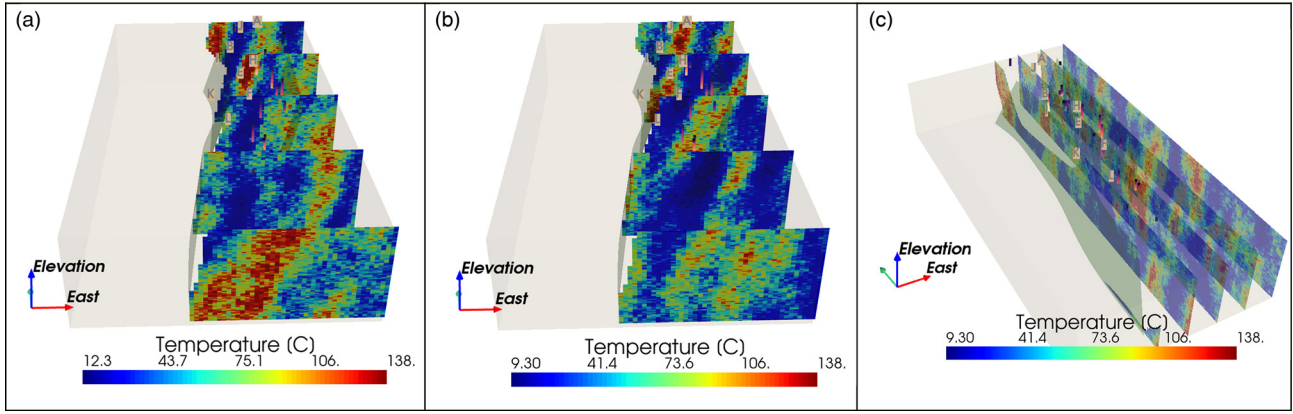 (a)
J
A
B
H
E
F
K
L
Elevation
East
Temperature (C)
12.3 43.7 75.1 106. 138.
(b)
J
A
B
H
E
F
K
Elevation
East
Temperature (C)
9.30 41.4 73.6 106. 138.
(c)
A
Elevation
East
Temperature (C)
9.30 41.4 73.6 106. 138.